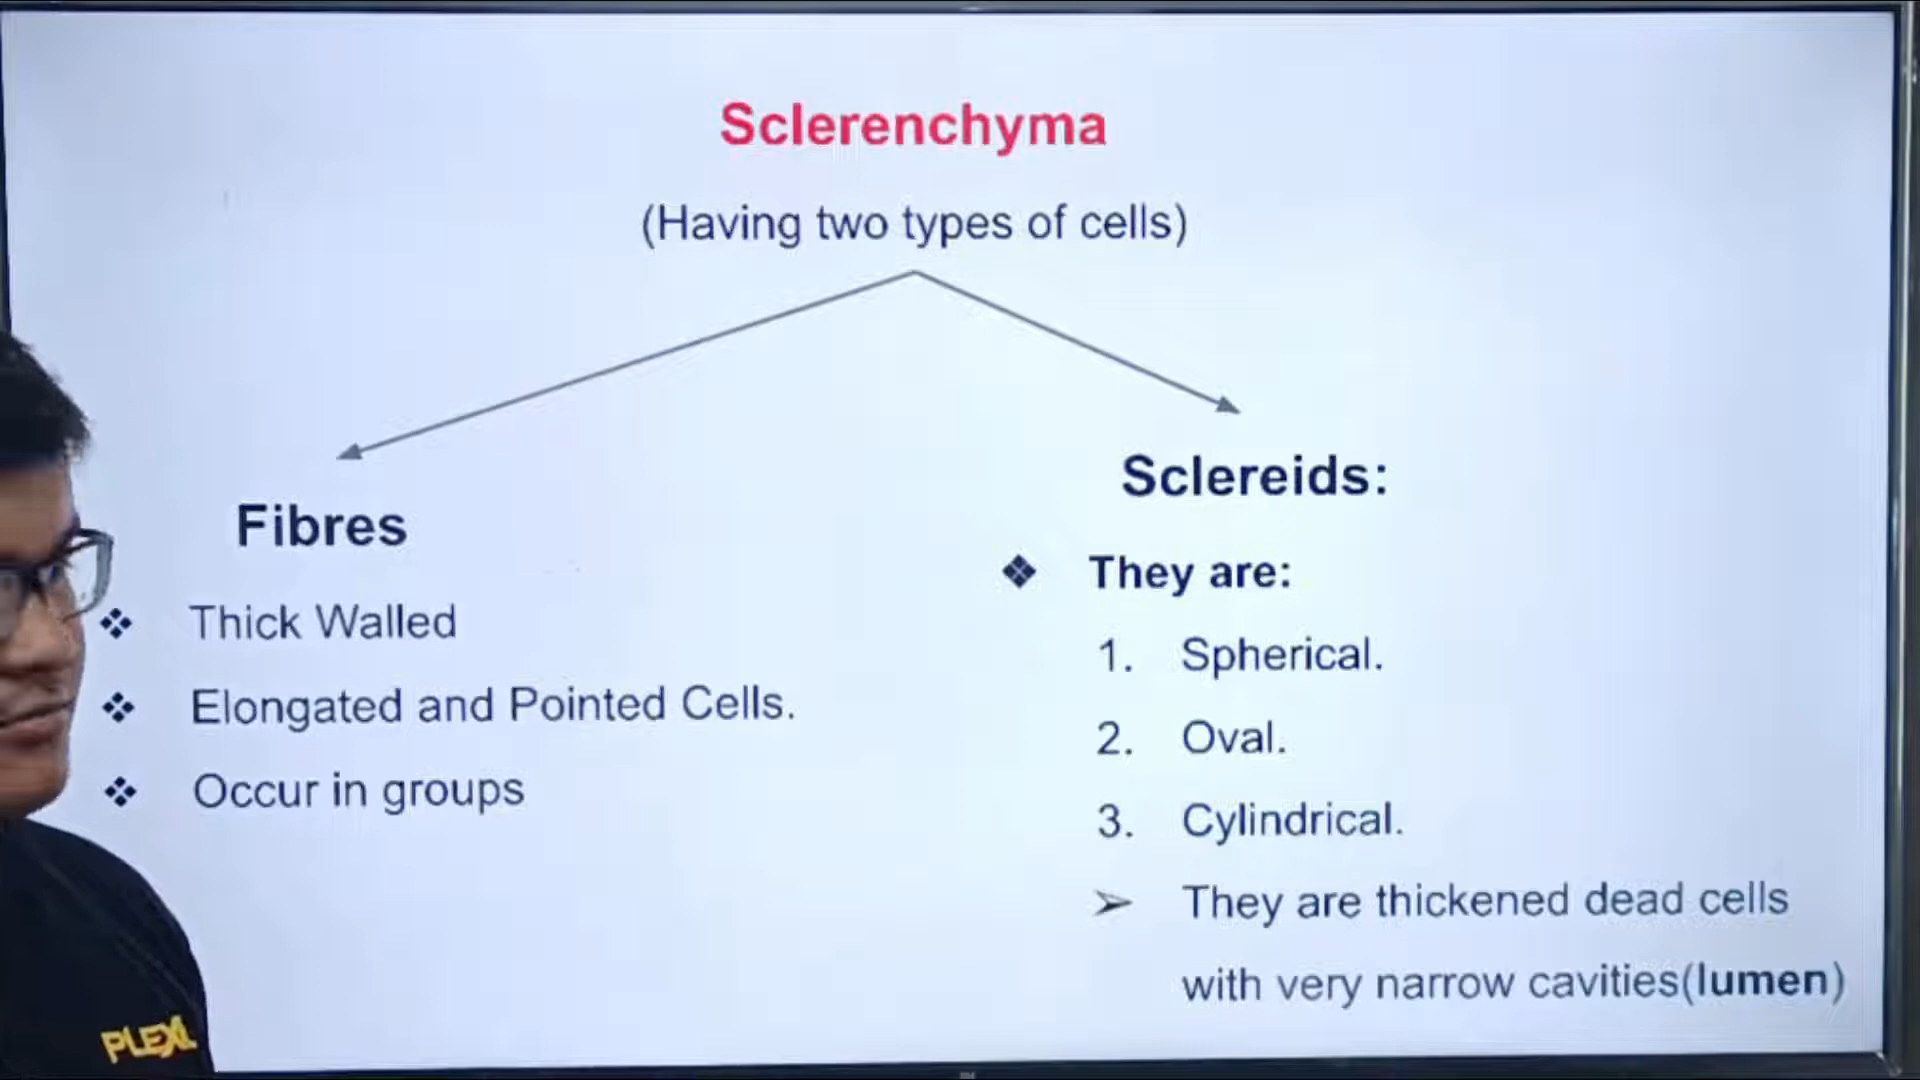 Sclerenchyma
(Having two types of cells)
Fibres
❖ Thick Walled
❖ Elongated and Pointed Cells.
❖ Occur in groups
Sclereids:
❖ They are:
1. Spherical.
2. Oval.
3. Cylindrical.
➢ They are thickened dead cells
with very narrow cavities(lumen)